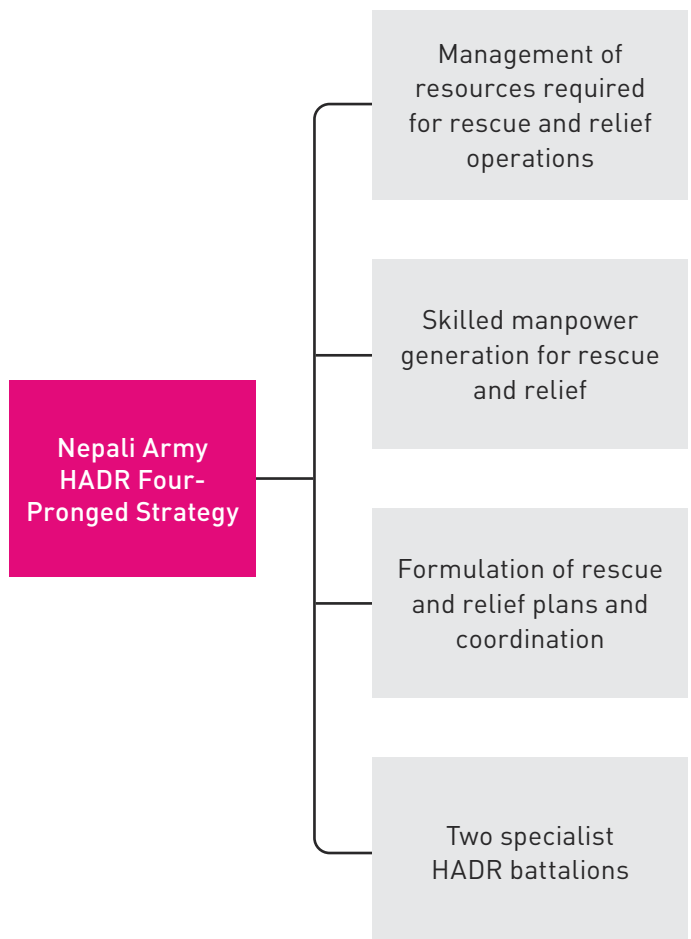 Management of
resources required
for rescue and relief
operations
Skilled manpower
generation for rescue
and relief
Nepali Army
HADR Four-
Pronged Strategy
Formulation of rescue
and relief plans and
coordination
Two specialist
HADR battalions